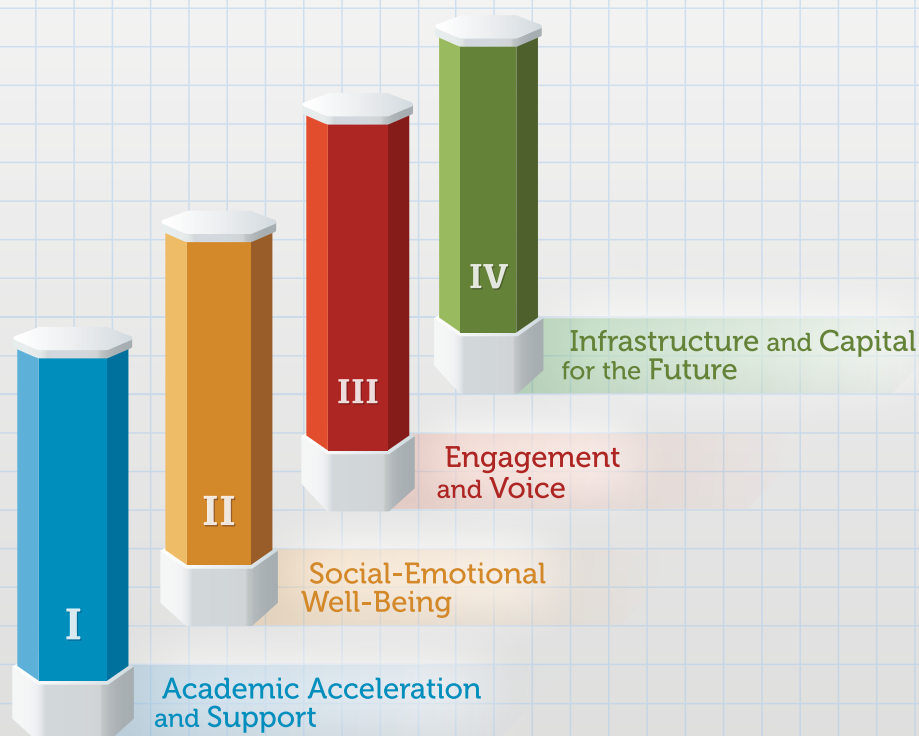 IV
Infrastructure and Capital
for the Future
III
Engagement
and Voice
II
Social-Emotional
Well-Being
I
Academic Acceleration
and Support